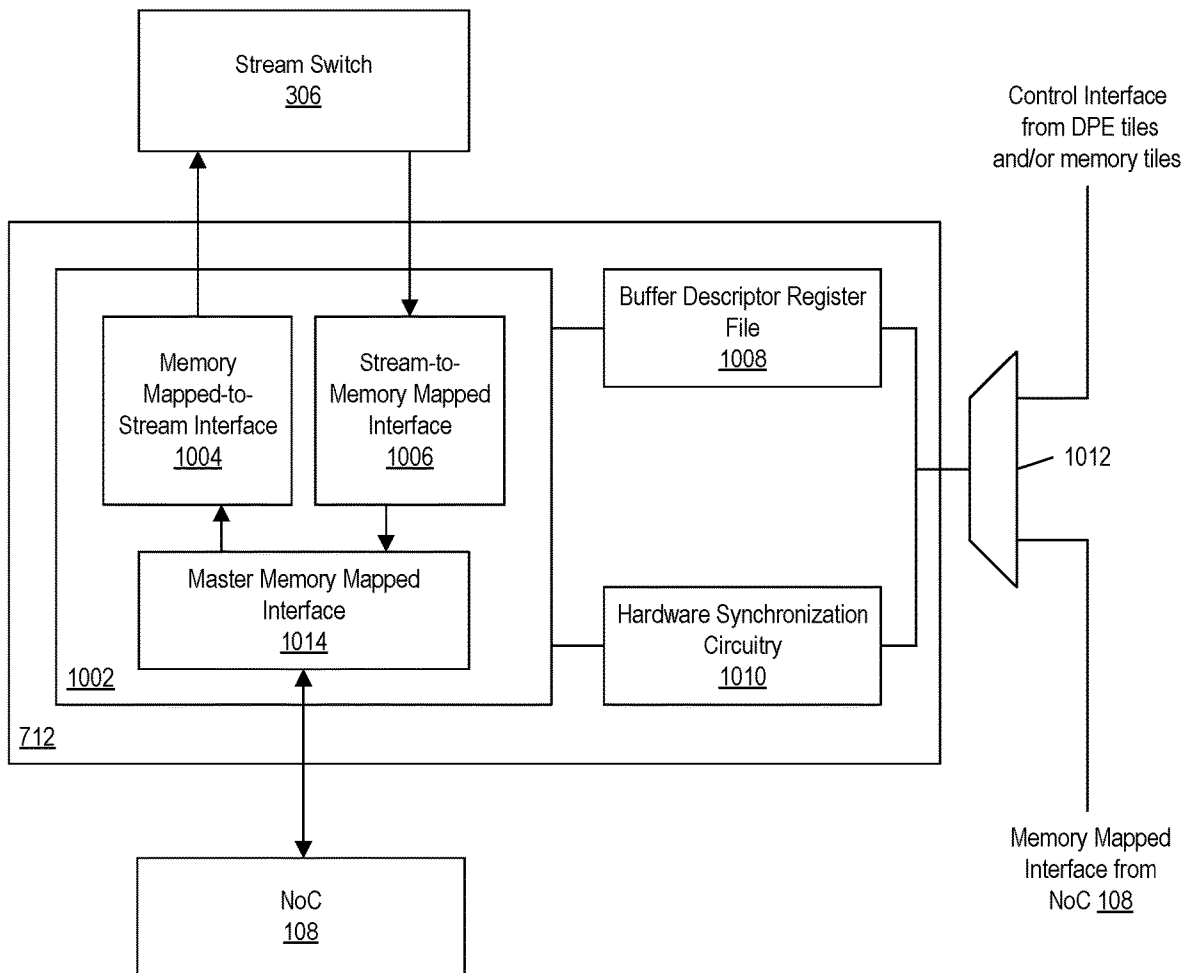 Stream Switch
306
Control Interface
from DPE tiles
and/or memory tiles
Memory
Mapped-to-
Stream Interface
1004
Stream-to-
Memory Mapped
Interface
1006
Buffer Descriptor Register
File
1008
1012
Master Memory Mapped
Interface
1014
Hardware Synchronization
Circuitry
1010
1002
712
NoC
108
Memory Mapped
Interface from
NoC 108